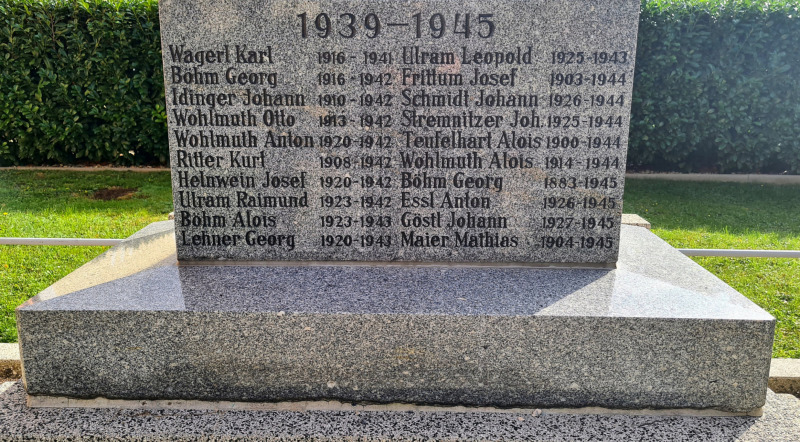 1939-1945
Wagerl Karl 1916-1941 Ulram Leopold 1925-1943
Böhm Georg 1916-1942 Frittum Josef 1903-1944
Idinger Johann 1910-1942 Schmidl Johann 1926-1944
Wohlmuth Otto 1913-1942 Stremnitzer Joh. 1925-1944
Wohlmuth Anton 1920-1942 Teufelhart Alois 1900-1944
Ritter Kurt 1908-1942 Wohlmuth Alois 1914-1944
Helnwein Josef 1920-1942 Böhm Georg 1883-1945
Ulram Raimund 1923-1942 Essl Anton 1926-1945
Böhm Alois 1923-1943 Göstl Johann 1927-1945
Lehner Georg 1920-1943 Maier Mathias 1904-1945